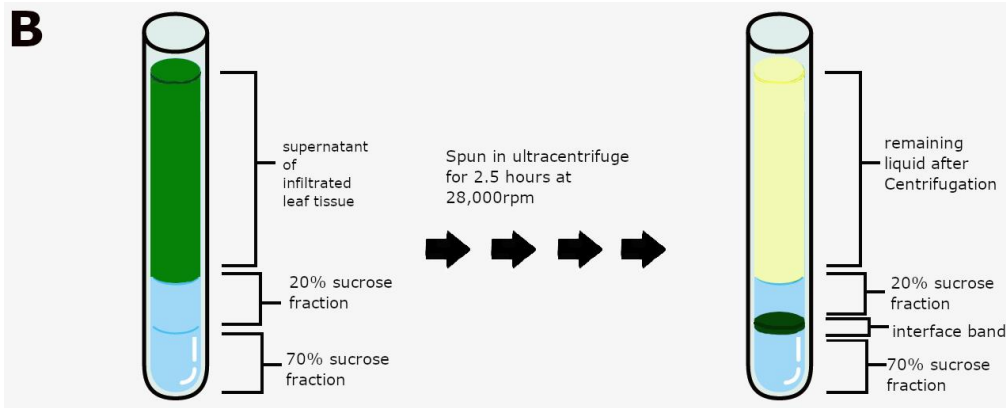 B
supernatant
of
infiltrated
leaf tissue
20% sucrose
fraction
70% sucrose
fraction
Spun in ultracentrifuge
for 2.5 hours at
28,000rpm
remaining
liquid after
Centrifugation
20% sucrose
fraction
interface band
70% sucrose
fraction